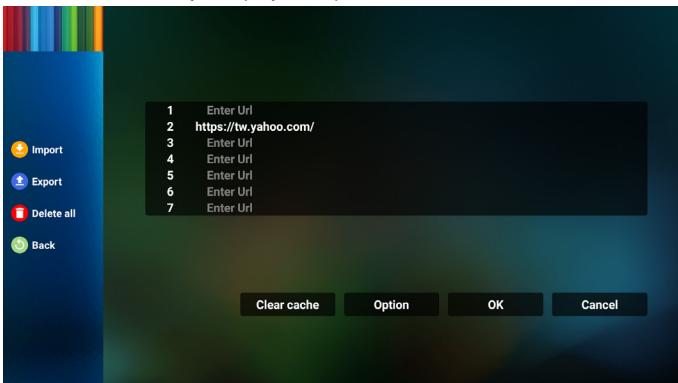 1 Enter Url
2 https://tw.yahoo.com/
3 Enter Url
4 Enter Url
5 Enter Url
6 Enter Url
7 Enter Url
Import
Export
Delete all
Back
Clear cache Option OK Cancel